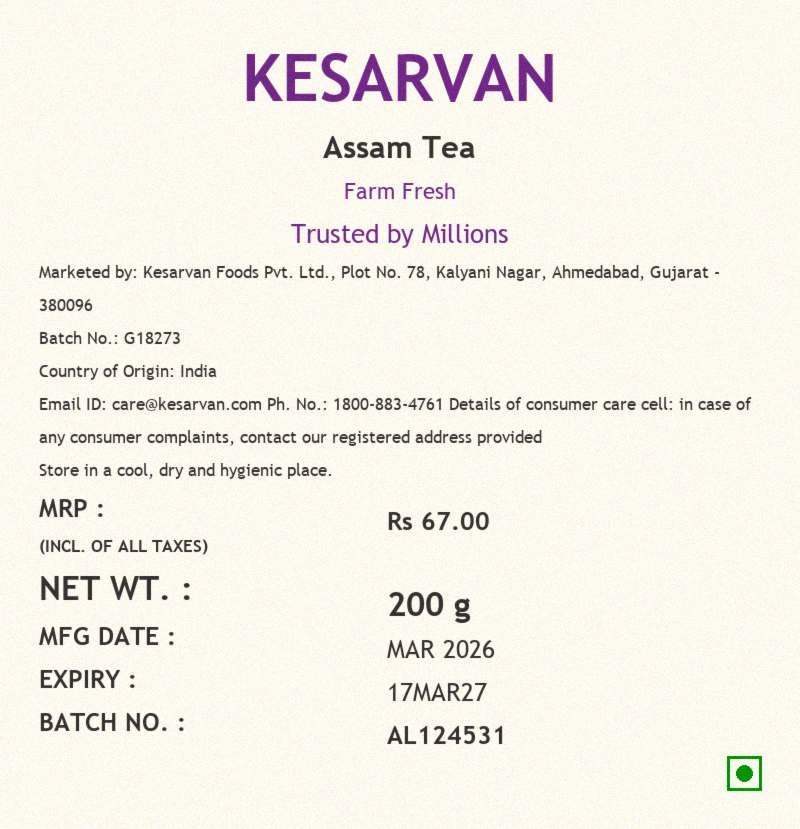 KESARVAN
Assam Tea
Farm Fresh
Trusted by Millions
Marketed by: Kesarvan Foods Pvt. Ltd., Plot No. 78, Kalyani Nagar, Ahmedabad, Gujarat -
380096
Batch No.: G18273
Country of Origin: India
Email ID: care@kesarvan.com Ph. No.: 1800-883-4761 Details of consumer care cell: in case of
any consumer complaints, contact our registered address provided
Store in a cool, dry and hygienic place.
MRP : Rs 67.00
(INCL. OF ALL TAXES)
NET WT. : 200 g
MFG DATE : MAR 2026
EXPIRY : 17MAR27
BATCH NO. : AL124531